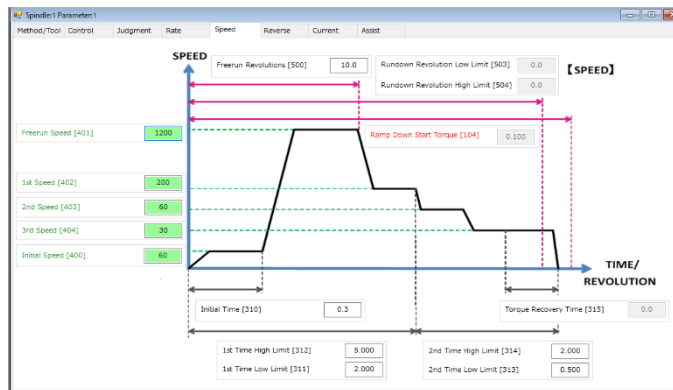 Spindle:1 Parameter:1
Method/Tool Control Judgment Rate Speed Reverse Current Assist
SPEED
Freerun Revolutions [500] 10.0
Rundown Revolution Low Limit [503] 0.0
【SPEED】
Rundown Revolution High Limit [504] 0.0
Freerun Speed [401] 1200
Ramp Down Start Torque [104] 0.100
1st Speed [402] 200
2nd Speed [403] 60
3rd Speed [404] 30
Initial Speed [400] 60
TIME/
REVOLUTION
Initial Time [310] 0.3
Torque Recovery Time [315] 0.0
1st Time High Limit [312] 5.000
2nd Time High Limit [314] 2.000
1st Time Low Limit [311] 2.000
2nd Time Low Limit [313] 0.500